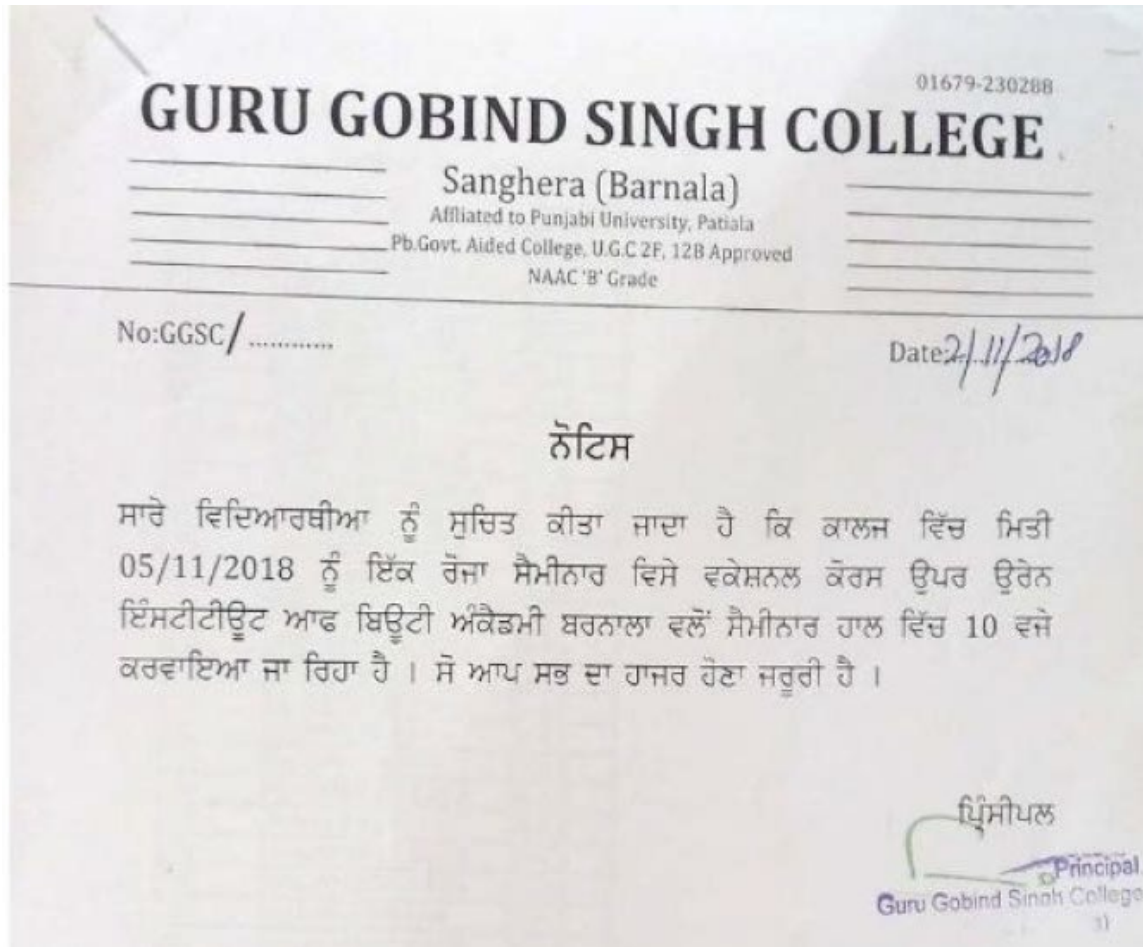 01679-230288
GURU GOBIND SINGH COLLEGE
Sanghera (Barnala)
Affliated to Punjabi University, Patiala
Pb.Govt. Aided College, U.G.C 2F, 12B Approved
NAAC 'B' Grade
No:GGSC/ ............
Date:2/11/2018
ਨੋਟਿਸ
ਸਾਰੇ ਵਿਦਿਆਰਥੀਆ ਨੂੰ ਸੁਚਿਤ ਕੀਤਾ ਜਾਦਾ ਹੈ ਕਿ ਕਾਲਜ ਵਿੱਚ ਮਿਤੀ
05/11/2018 ਨੂੰ ਇੱਕ ਰੋਜਾ ਸੈਮੀਨਾਰ ਵਿਸੇ ਵਕੇਸ਼ਨਲ ਕੋਰਸ ਉਪਰ ਉਰੇਨ
ਇੰਸਟੀਟੀਊਟ ਆਫ ਬਿਊਟੀ ਅੰਕੈਡਮੀ ਬਰਨਾਲਾ ਵਲੋਂ ਸੈਮੀਨਾਰ ਹਾਲ ਵਿੱਚ 10 ਵਜੇ
ਕਰਵਾਇਆ ਜਾ ਰਿਹਾ ਹੈ । ਸੋ ਆਪ ਸਭ ਦਾ ਹਾਜਰ ਹੋਣਾ ਜਰੂਰੀ ਹੈ ।
ਪ੍ਰਿੰਸੀਪਲ
Principal
Guru Gobind Singh College